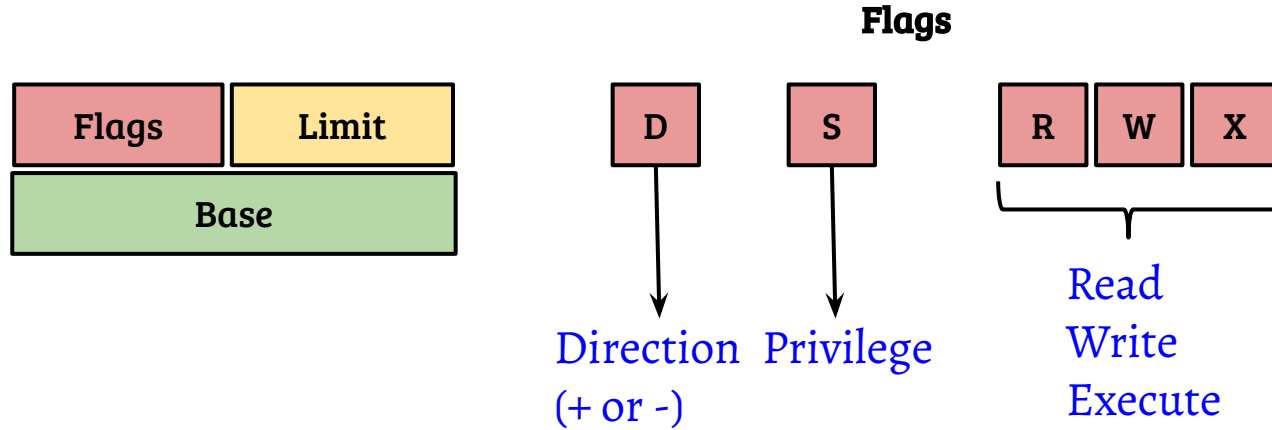 Flags
Flags Limit D S R W X
Base
Direction Privilege
(+ or -)
Read
Write
Execute